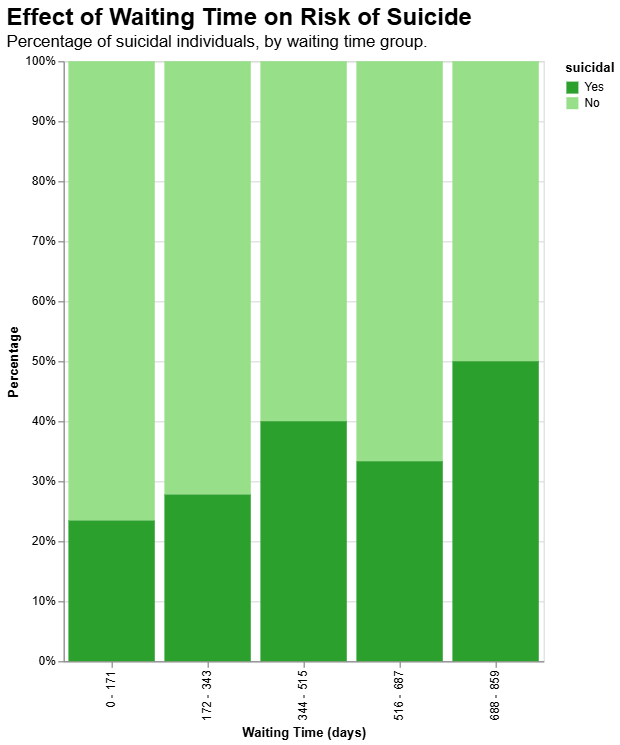 Effect of Waiting Time on Risk of Suicide
Percentage of suicidal individuals, by waiting time group.
suicidal
Yes
No
Percentage
100%
90%
80%
70%
60%
50%
40%
30%
20%
10%
0%
0 - 171
172 - 343
344 - 515
516 - 687
688 - 859
Waiting Time (days)